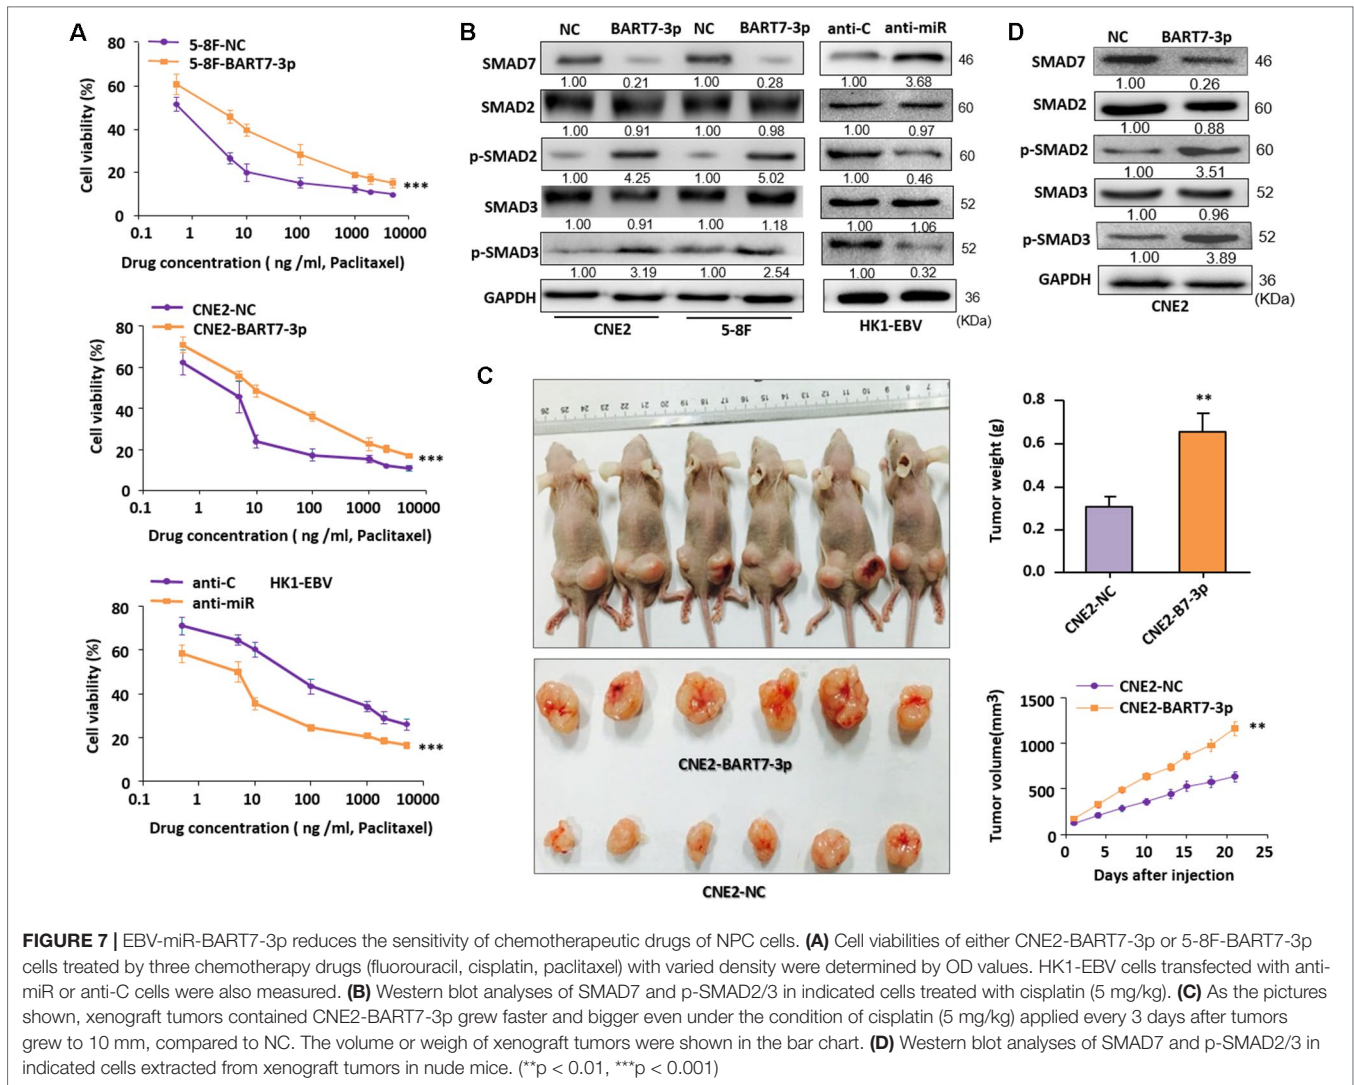 A
80
5-8F-NC
5-8F-BART7-3p
60
40
20
0
***
Cell viability (%)
0.1 1 10 100 1000 10000
Drug concentration ( ng /ml, Paclitaxel)
CNE2-NC
CNE2-BART7-3p
80
60
40
20
0
***
Cell viability (%)
0.1 1 10 100 1000 10000
Drug concentration ( ng /ml, Paclitaxel)
anti-C HK1-EBV
anti-miR
80
60
40
20
0
***
Cell viability (%)
0.1 1 10 100 1000 10000
Drug concentration ( ng /ml, Paclitaxel)
B
NC BART7-3p NC BART7-3p anti-C anti-miR
SMAD7 46
1.00 0.21 1.00 0.28 1.00 3.68
SMAD2 60
1.00 0.91 1.00 0.98 1.00 0.97
p-SMAD2 60
1.00 4.25 1.00 5.02 1.00 0.46
SMAD3 52
1.00 0.91 1.00 1.18 1.00 1.06
p-SMAD3 52
1.00 3.19 1.00 2.54 1.00 0.32
GAPDH 36
(KDa)
CNE2 5-8F HK1-EBV
D
NC BART7-3p
SMAD7 46
1.00 0.26
SMAD2 60
1.00 0.88
p-SMAD2 60
1.00 3.51
SMAD3 52
1.00 0.96
p-SMAD3 52
1.00 3.89
GAPDH 36
(KDa)
CNE2
C
26 25 24 23 22 21 20 19 18 17 16 15 14 13 12 11 10 9 8 7
CNE2-BART7-3p
CNE2-NC
0.8
0.6
0.4
0.2
0.0
**
Tumor weight (g)
CNE2-NC CNE2-B7-3p
CNE2-NC
CNE2-BART7-3p
1500
1000
500
0
**
Tumor volume(mm3)
0 5 10 15 20 25
Days after injection
FIGURE 7 | EBV-miR-BART7-3p reduces the sensitivity of chemotherapeutic drugs of NPC cells. (A) Cell viabilities of either CNE2-BART7-3p or 5-8F-BART7-3p
cells treated by three chemotherapy drugs (fluorouracil, cisplatin, paclitaxel) with varied density were determined by OD values. HK1-EBV cells transfected with anti-
miR or anti-C cells were also measured. (B) Western blot analyses of SMAD7 and p-SMAD2/3 in indicated cells treated with cisplatin (5 mg/kg). (C) As the pictures
shown, xenograft tumors contained CNE2-BART7-3p grew faster and bigger even under the condition of cisplatin (5 mg/kg) applied every 3 days after tumors
grew to 10 mm, compared to NC. The volume or weigh of xenograft tumors were shown in the bar chart. (D) Western blot analyses of SMAD7 and p-SMAD2/3 in
indicated cells extracted from xenograft tumors in nude mice. (**p < 0.01, ***p < 0.001)